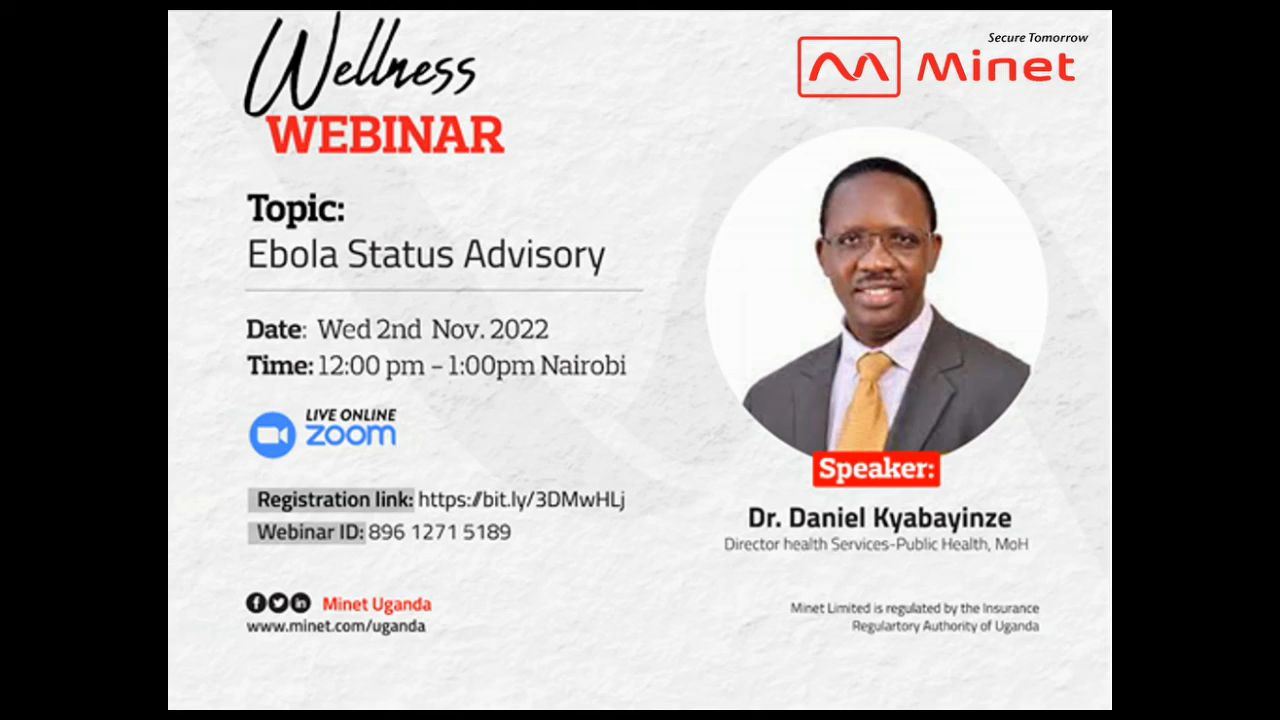 Wellness
WEBINAR
Topic:
Ebola Status Advisory
Date: Wed 2nd Nov. 2022
Time: 12:00 pm – 1:00pm Nairobi
LIVE ONLINE
zoom
Registration link: https://bit.ly/3DMwHLj
Webinar ID: 896 1271 5189
Minet Uganda
www.minet.com/uganda
Secure Tomorrow
Minet
Speaker:
Dr. Daniel Kyabayinze
Director health Services-Public Health, MoH
Minet Limited is regulated by the Insurance
Regulartory Authority of Uganda